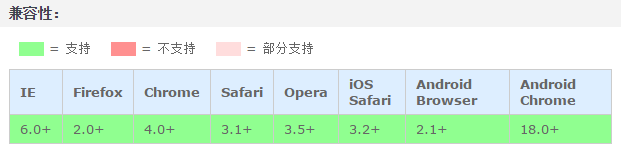 兼容性：
= 支持 = 不支持 = 部分支持
IE Firefox Chrome Safari Opera iOS Safari Android Browser Android Chrome
6.0+ 2.0+ 4.0+ 3.1+ 3.5+ 3.2+ 2.1+ 18.0+